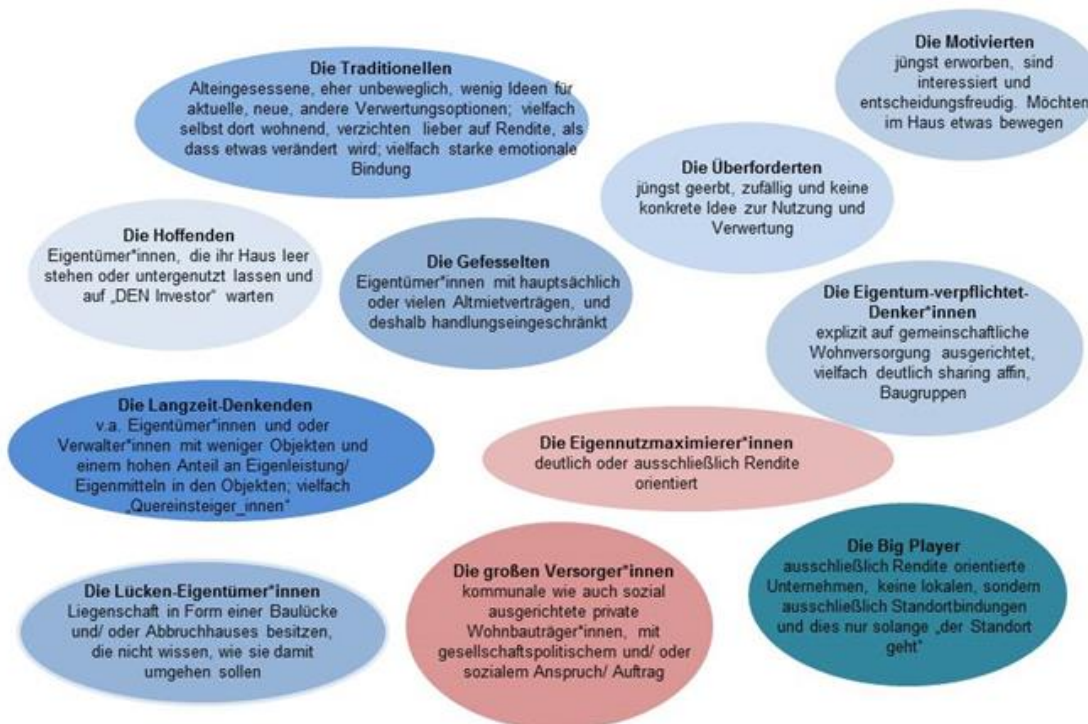 Die Traditionellen
Alteingesessene, eher unbeweglich, wenig Ideen für
aktuelle, neue, andere Verwertungsoptionen; vielfach
selbst dort wohnend, verzichten lieber auf Rendite, als
dass etwas verändert wird; vielfach starke emotionale
Bindung
Die Motivierten
jüngst erworben, sind
interessiert und
entscheidungsfreudig. Möchten
im Haus etwas bewegen
Die Überforderten
jüngst geerbt, zufällig und keine
konkrete Idee zur Nutzung und
Verwertung
Die Hoffenden
Eigentümer*innen, die ihr Haus leer
stehen oder untergenutzt lassen und
auf „DEN Investor“ warten
Die Gefesselten
Eigentümer*innen mit hauptsächlich
oder vielen Altmietverträgen, und
deshalb handlungseingeschränkt
Die Eigentum-verpflichtet-
Denker*innen
explizit auf gemeinschaftliche
Wohnversorgung ausgerichtet,
vielfach deutlich sharing affin,
Baugruppen
Die Langzeit-Denkenden
v.a. Eigentümer*innen und oder
Verwalter*innen mit weniger Objekten und
einem hohen Anteil an Eigenleistung/
Eigenmitteln in den Objekten; vielfach
„Quereinsteiger_innen“
Die Eigennutzmaximierer*innen
deutlich oder ausschließlich Rendite
orientiert
Die Lücken-Eigentümer*innen
Liegenschaft in Form einer Baulücke
und/ oder Abbruchhauses besitzen,
die nicht wissen, wie sie damit
umgehen sollen
Die großen Versorger*innen
kommunale wie auch sozial
ausgerichtete private
Wohnbauträger*innen, mit
gesellschaftspolitischem und/ oder
sozialem Anspruch/ Auftrag
Die Big Player
ausschließlich Rendite orientierte
Unternehmen, keine lokalen, sondern
ausschließlich Standortbindungen
und dies nur solange „der Standort
geht“